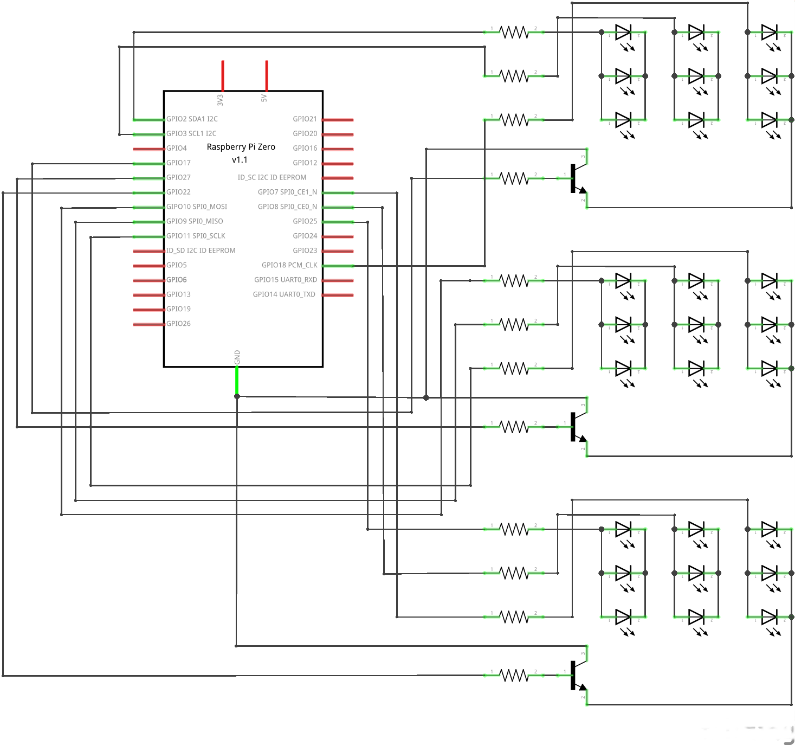 3V3
5V
GPIO2 SDA1 I2C
GPIO3 SCL1 I2C
GPIO4
GPIO17
GPIO27
GPIO22
GPIO10 SPI0_MOSI
GPIO9 SPI0_MISO
GPIO11 SPI0_SCLK
ID_SD I2C ID EEPROM
GPIO5
GPIO6
GPIO13
GPIO19
GPIO26
Raspberry Pi Zero
v1.1
GPIO21
GPIO20
GPIO16
GPIO12
ID_SC I2C ID EEPROM
GPIO7 SPI0_CE1_N
GPIO8 SPI0_CE0_N
GPIO25
GPIO24
GPIO23
GPIO18 PCM_CLK
GPIO15 UART0_RXD
GPIO14 UART0_TXD
GND